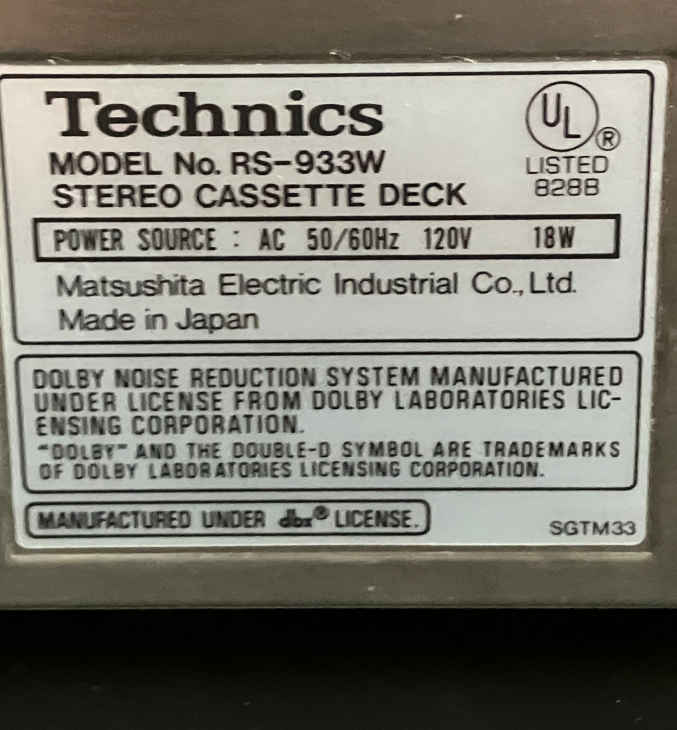 Technics
MODEL No. RS-933W
STEREO CASSETTE DECK
UL®
LISTED
828B
POWER SOURCE : AC 50/60Hz 120V 18W
Matsushita Electric Industrial Co., Ltd.
Made in Japan
DOLBY NOISE REDUCTION SYSTEM MANUFACTURED
UNDER LICENSE FROM DOLBY LABORATORIES LIC-
ENSING CORPORATION.
"DOLBY" AND THE DOUBLE-D SYMBOL ARE TRADEMARKS
OF DOLBY LABORATORIES LICENSING CORPORATION.
MANUFACTURED UNDER dbx® LICENSE.
SGTM33